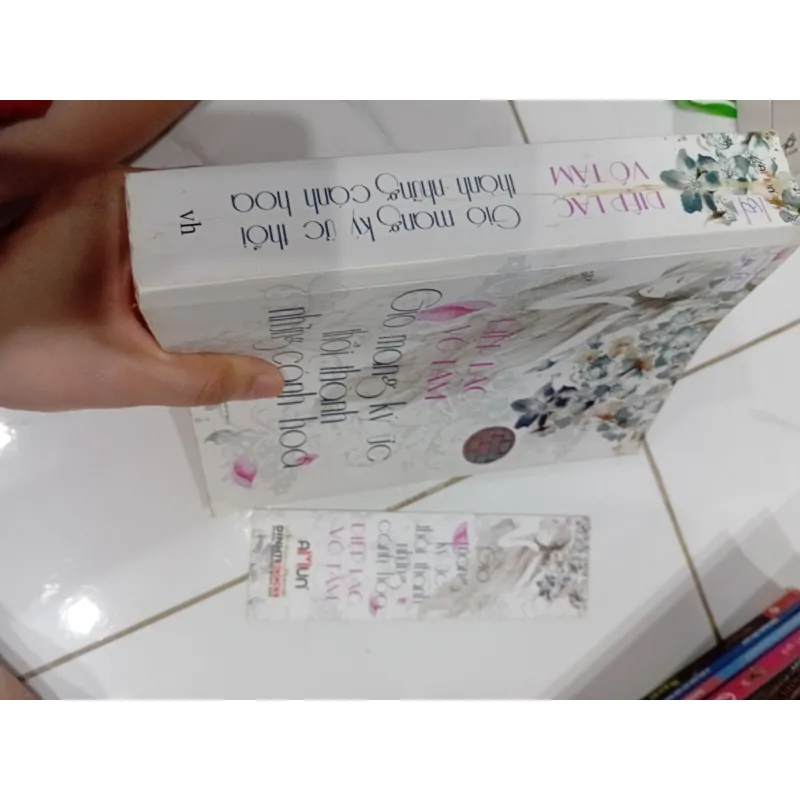 DIỆP LẠC
VÔ TÂM
Gió mang ký ức thổi
thành những cánh hoa
vh
DIỆP LẠC
VÔ TÂM
Gió mang ký ức
thổi thành
những cánh hoa
Gió
mang
ký ức
thổi thành
những
cánh hoa
DIỆP LẠC
VÔ TÂM
AMUN
DINHTIBOOKS